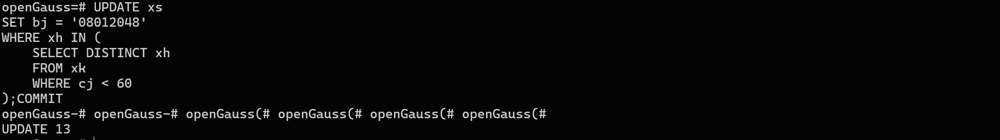 openGauss=# UPDATE xs
SET bj = '08012048'
WHERE xh IN (
    SELECT DISTINCT xh
    FROM xk
    WHERE cj < 60
);COMMIT
openGauss-# openGauss-# openGauss(# openGauss(# openGauss(# openGauss(#
UPDATE 13